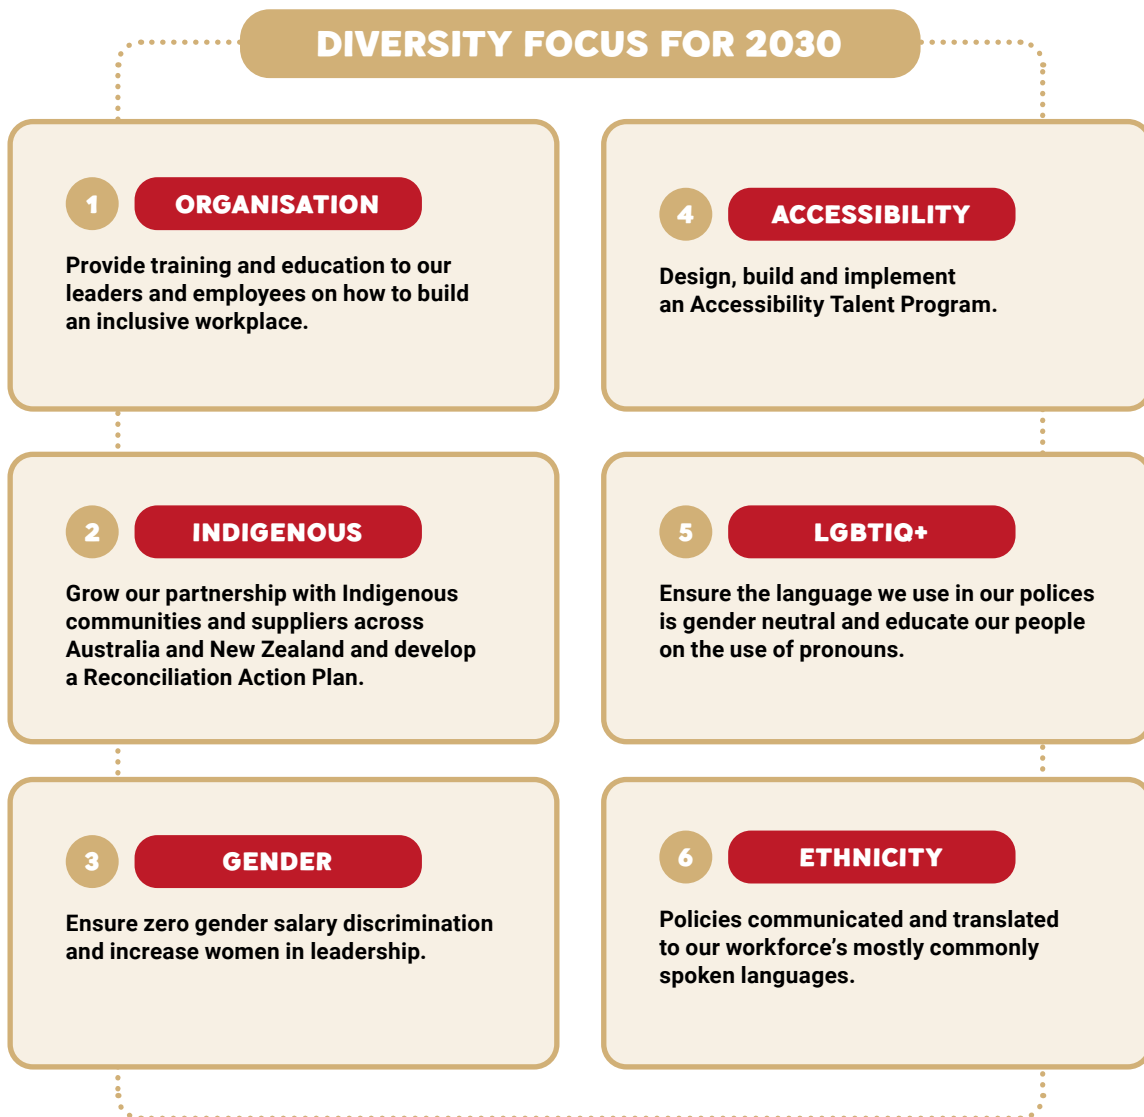 DIVERSITY FOCUS FOR 2030
1 ORGANISATION
Provide training and education to our
leaders and employees on how to build
an inclusive workplace.
2 INDIGENOUS
Grow our partnership with Indigenous
communities and suppliers across
Australia and New Zealand and develop
a Reconciliation Action Plan.
3 GENDER
Ensure zero gender salary discrimination
and increase women in leadership.
4 ACCESSIBILITY
Design, build and implement
an Accessibility Talent Program.
5 LGBTIQ+
Ensure the language we use in our polices
is gender neutral and educate our people
on the use of pronouns.
6 ETHNICITY
Policies communicated and translated
to our workforce’s mostly commonly
spoken languages.